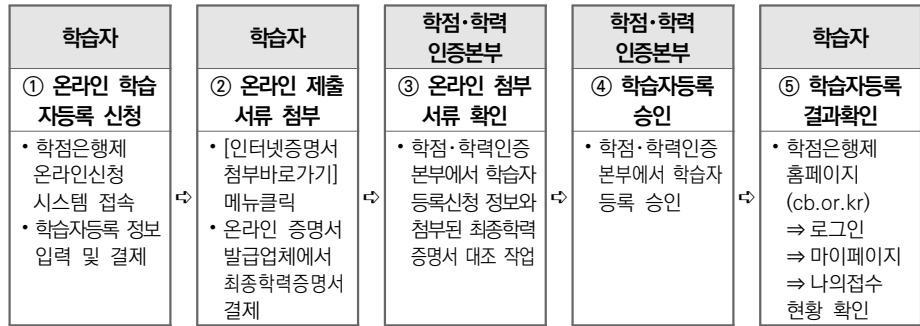 학습자
① 온라인 학습
자등록 신청
• 학점은행제
온라인신청
시스템 접속
• 학습자등록 정보
입력 및 결제
⇨
학습자
② 온라인 제출
서류 첨부
• [인터넷증명서
첨부바로가기]
메뉴클릭
• 온라인 증명서
발급업체에서
최종학력증명서
결제
⇨
학점·학력
인증본부
③ 온라인 첨부
서류 확인
• 학점·학력인증
본부에서 학습자
등록신청 정보와
첨부된 최종학력
증명서 대조 작업
⇨
학점·학력
인증본부
④ 학습자등록
승인
• 학점·학력인증
본부에서 학습자
등록 승인
⇨
학습자
⑤ 학습자등록
결과확인
• 학점은행제
홈페이지
(cb.or.kr)
⇒ 로그인
⇒ 마이페이지
⇒ 나의접수
현황 확인